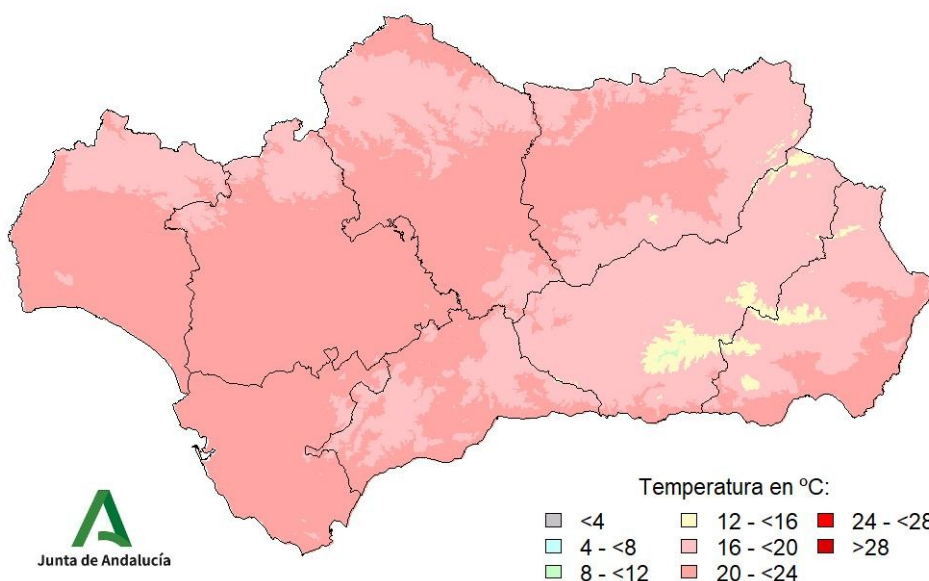 Temperatura en ºC:
<4 12 - <16 24 - <28
4 - <8 16 - <20 >28
8 - <12 20 - <24
Junta de Andalucía